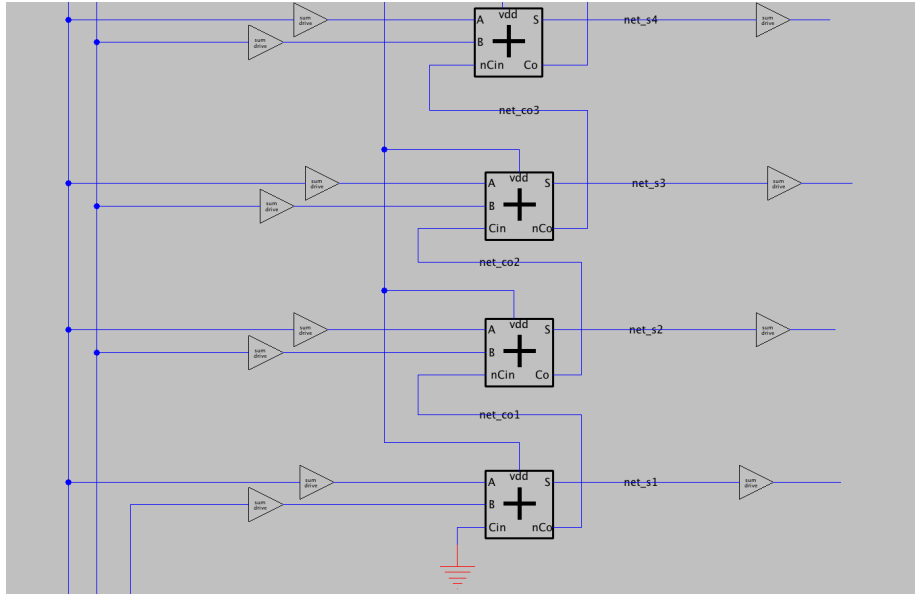 sum
drive
A
vdd
S
net_s4
sum
drive
sum
drive
B
nCin
Co
net_co3
sum
drive
A
vdd
S
net_s3
sum
drive
sum
drive
B
Cin
nCo
net_co2
sum
drive
A
vdd
S
net_s2
sum
drive
sum
drive
B
nCin
Co
net_co1
sum
drive
A
vdd
S
net_s1
sum
drive
sum
drive
B
Cin
nCo